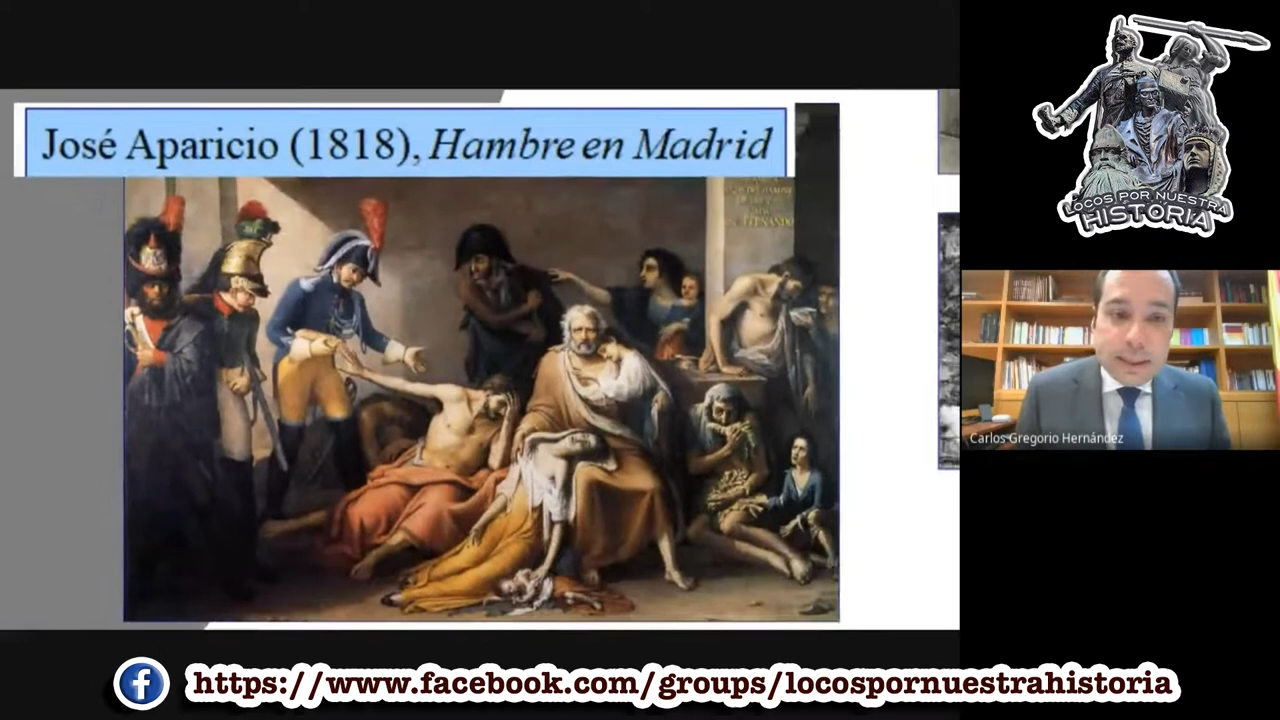 José Aparicio (1818), Hambre en Madrid
LOCOS POR NUESTRA
HISTORIA
Carlos Gregorio Hernández
https://www.facebook.com/groups/locospornuestrahistoria